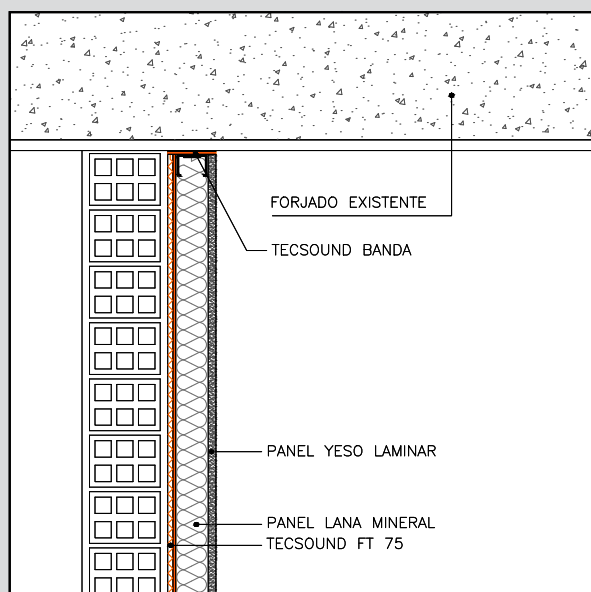 FORJADO EXISTENTE
TECSOUND BANDA
PANEL YESO LAMINAR
PANEL LANA MINERAL
TECSOUND FT 75